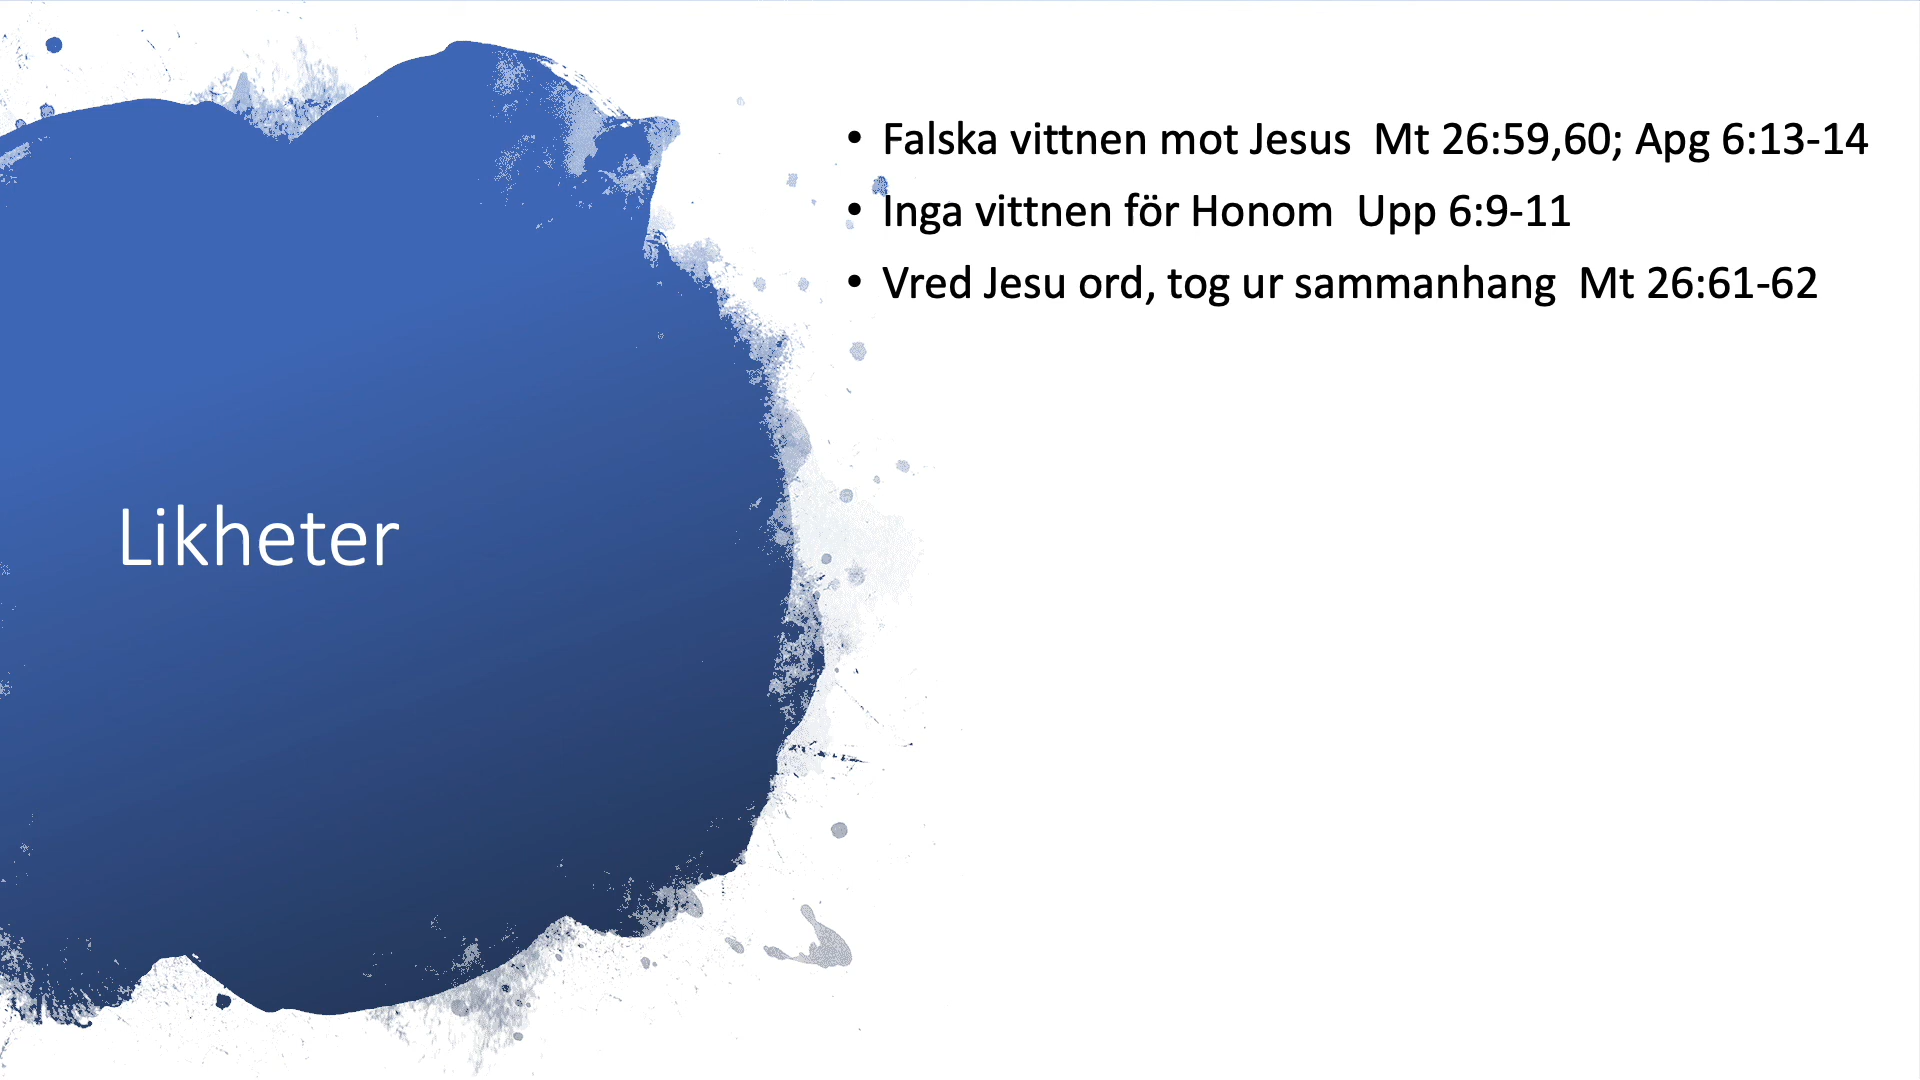 Likheter
• Falska vittnen mot Jesus  Mt 26:59,60; Apg 6:13-14
• Inga vittnen för Honom  Upp 6:9-11
• Vred Jesu ord, tog ur sammanhang  Mt 26:61-62